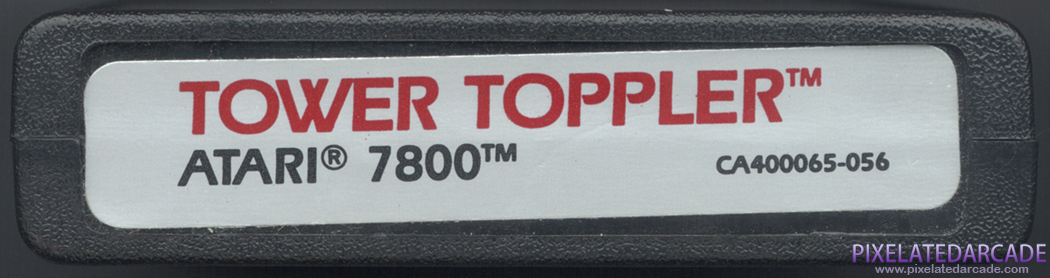 TOWER TOPPLER™
ATARI® 7800™
CA400065-056
PIXELATEDARCADE
www.pixelatedarcade.com